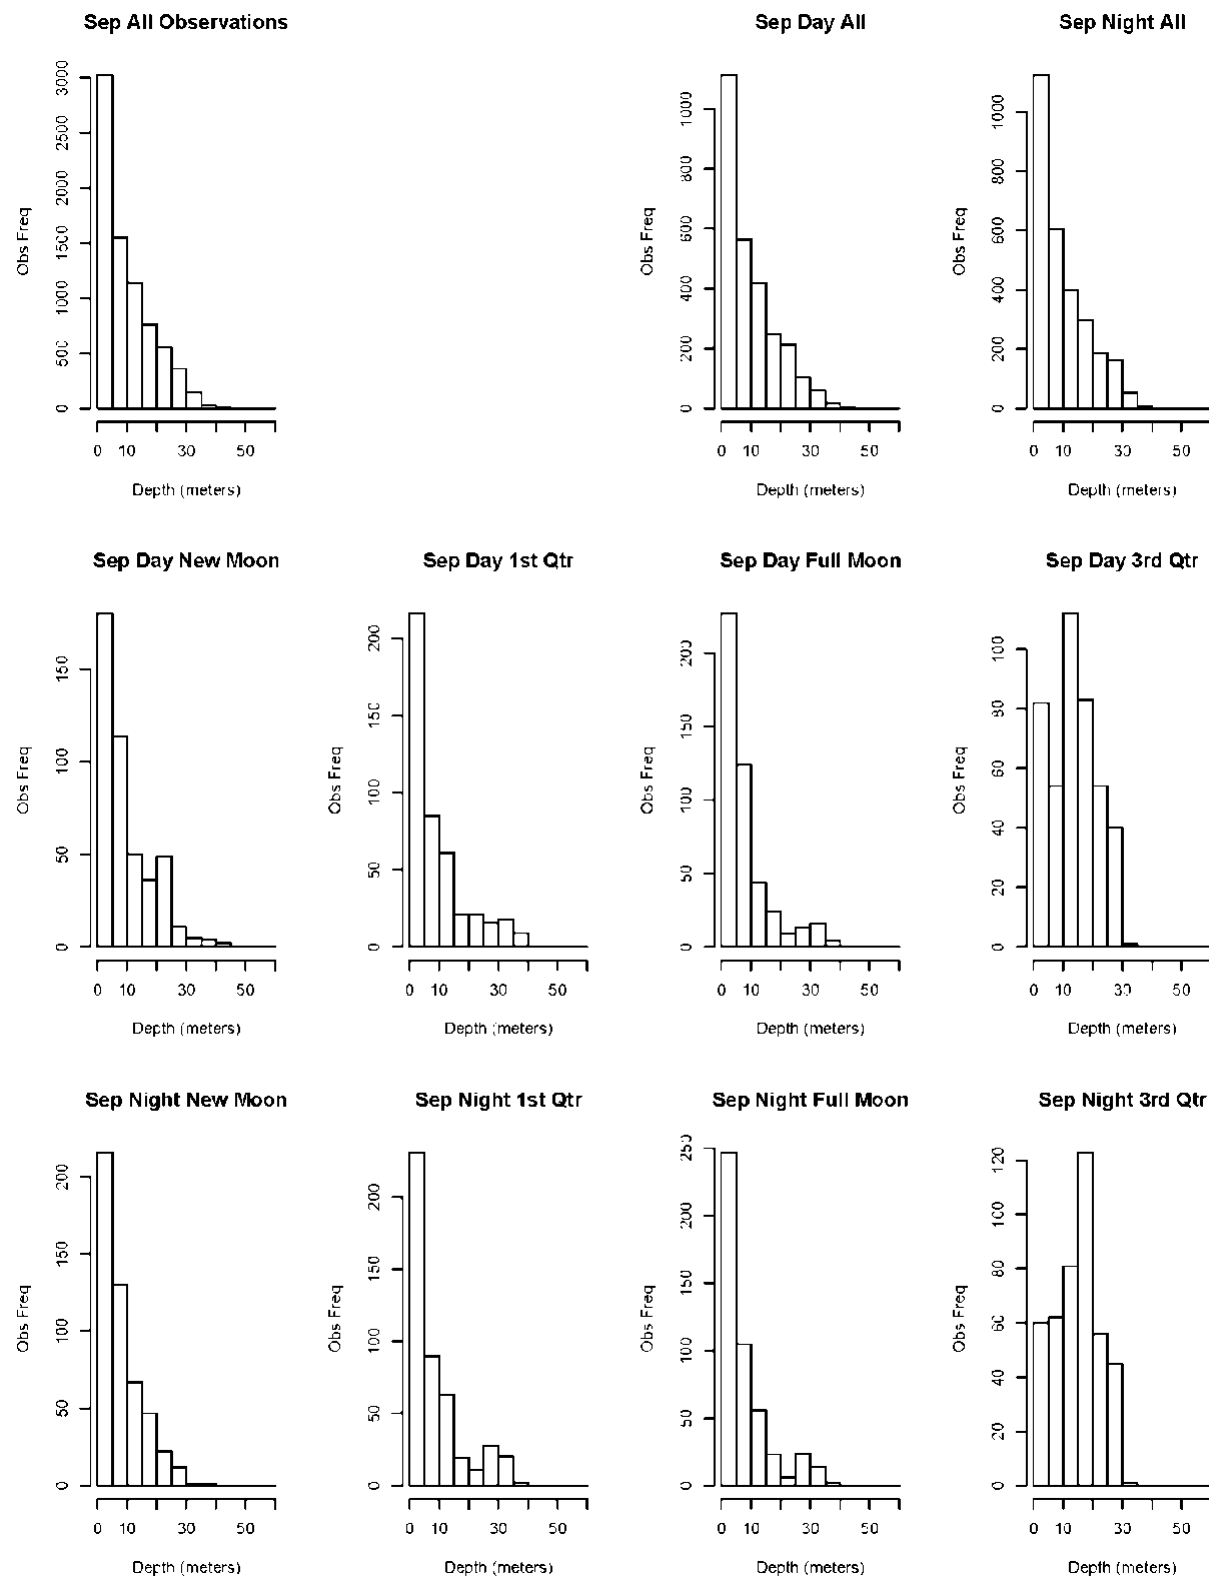 Sep All Observations
Obs Freq
0 500 1000 1500 2000 2500 3000
0 10 30 50
Depth (meters)
Sep Day All
Obs Freq
0 200 400 600 800 1000
0 10 30 50
Depth (meters)
Sep Night All
Obs Freq
0 200 400 600 800 1000
0 10 30 50
Depth (meters)
Sep Day New Moon
Obs Freq
0 50 100 150
0 10 30 50
Depth (meters)
Sep Day 1st Qtr
Obs Freq
0 50 100 150 200
0 10 30 50
Depth (meters)
Sep Day Full Moon
Obs Freq
0 50 100 150 200
0 10 30 50
Depth (meters)
Sep Day 3rd Qtr
Obs Freq
0 20 40 60 80 100
0 10 30 50
Depth (meters)
Sep Night New Moon
Obs Freq
0 50 100 150 200
0 10 30 50
Depth (meters)
Sep Night 1st Qtr
Obs Freq
0 50 100 150 200
0 10 30 50
Depth (meters)
Sep Night Full Moon
Obs Freq
0 50 100 150 200 250
0 10 30 50
Depth (meters)
Sep Night 3rd Qtr
Obs Freq
0 20 40 60 80 100 120
0 10 30 50
Depth (meters)